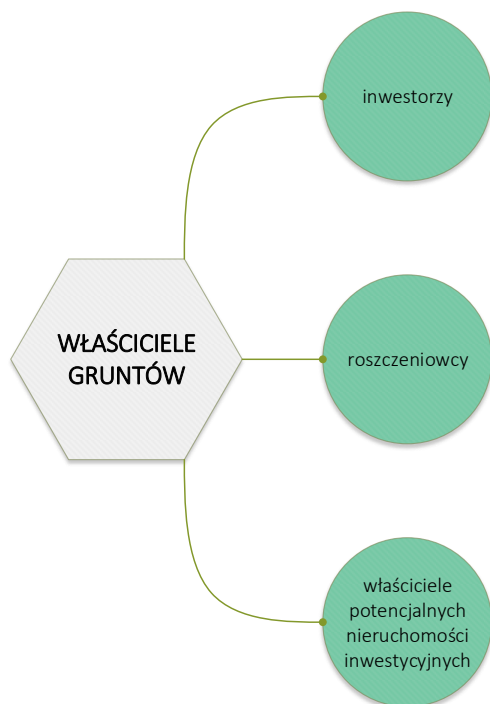 inwestorzy
WŁAŚCICIELE
GRUNTÓW
roszczeniowcy
właściciele
potencjalnych
nieruchomości
inwestycyjnych